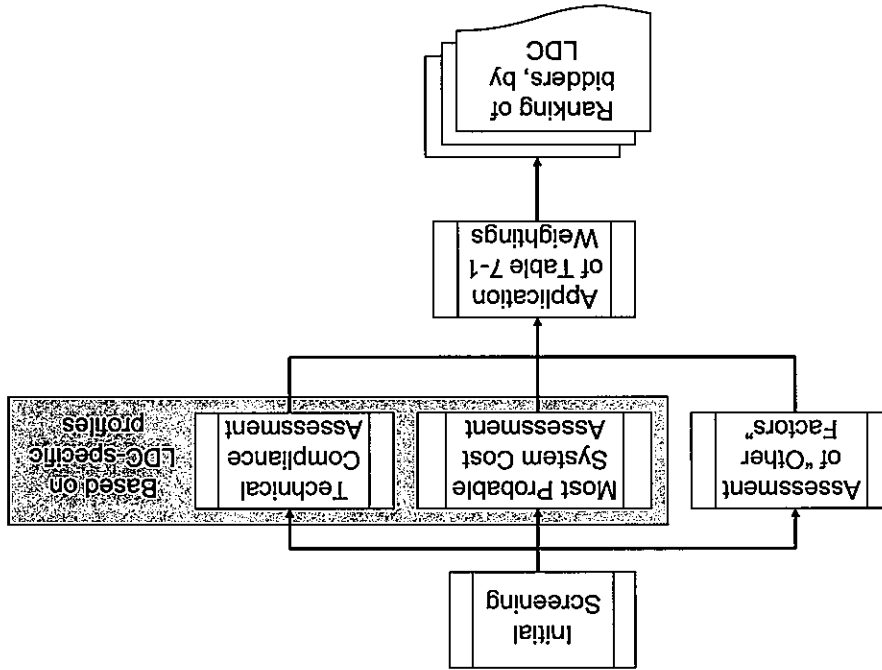 Initial
Screening
Assessment
of "Other
Factors"
Most Probable
System Cost
Assessment
Technical
Compliance
Assessment
Based on
LDC-specific
profiles
Application
of Table 7-1
Weightings
Ranking of
bidders, by
LDC